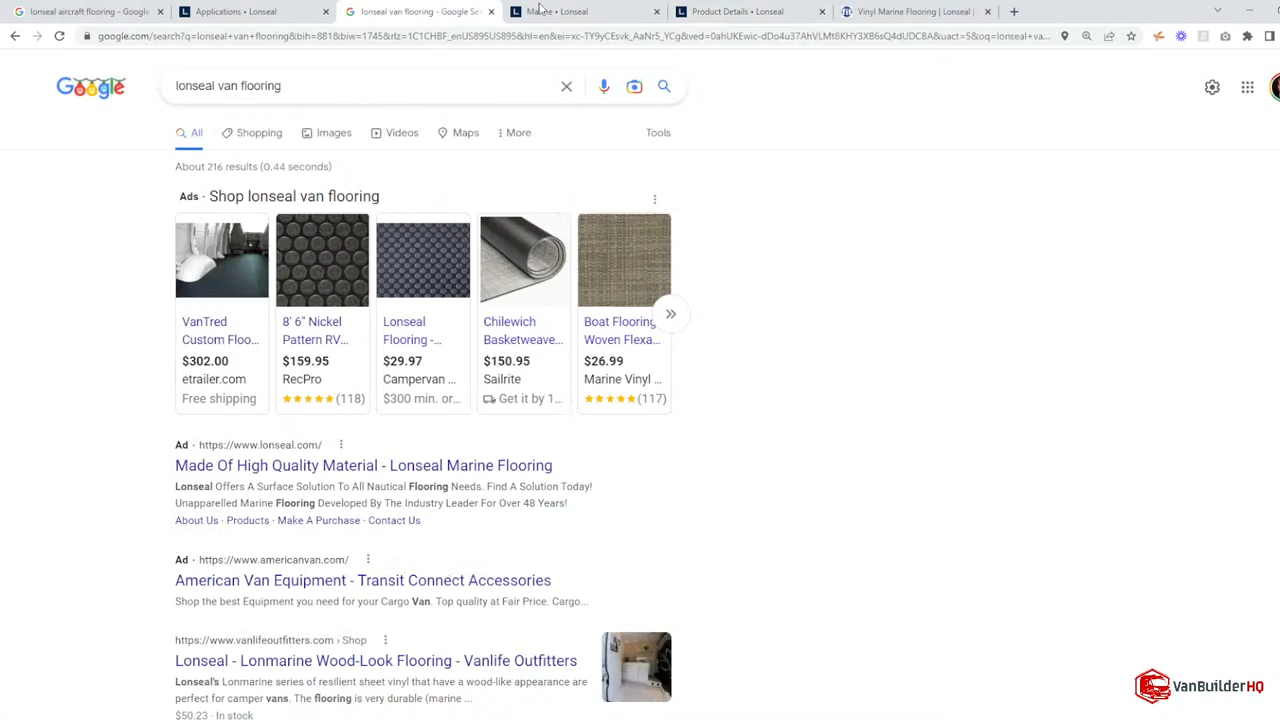 lonseal aircraft flooring - Goog
Applications • Lonseal
lonseal van flooring - Google Se
• Lonseal
Product Details • Lonseal
Vinyl Marine Flooring | Lonseal |
google.com/search?q=lonseal+van+flooring&bih=881&biw=1745&rlz=1C1CHBF_enUS895US895&hl=en&ei=xc-TY9yCEsvk_AaNr5_YCg&ved=0ahUKEwic-dDo4u37AhVLMt8KHY3XB6sQ4dUDCBA&uact=5&oq=lonseal+va...
Google
lonseal van flooring
All
Shopping
Images
Videos
Maps
More
Tools
About 216 results (0.44 seconds)
Ads · Shop lonseal van flooring
VanTred
Custom Floo...
$302.00
etrailer.com
Free shipping
8' 6" Nickel
Pattern RV...
$159.95
RecPro
(118)
Lonseal
Flooring -...
$29.97
Campervan ...
$300 min. or...
Chilewich
Basketweave...
$150.95
Sailrite
Get it by 1...
Boat Flooring
Woven Flexa...
$26.99
Marine Vinyl ...
(117)
Ad · https://www.lonseal.com/
Made Of High Quality Material - Lonseal Marine Flooring
Lonseal Offers A Surface Solution To All Nautical Flooring Needs. Find A Solution Today!
Unapparelled Marine Flooring Developed By The Industry Leader For Over 48 Years!
About Us · Products · Make A Purchase · Contact Us
Ad · https://www.americanvan.com/
American Van Equipment - Transit Connect Accessories
Shop the best Equipment you need for your Cargo Van. Top quality at Fair Price. Cargo...
https://www.vanlifeoutfitters.com › Shop
Lonseal - Lonmarine Wood-Look Flooring - Vanlife Outfitters
Lonseal's Lonmarine series of resilient sheet vinyl that have a wood-like appearance are
perfect for camper vans. The flooring is very durable (marine ...
$50.23 · In stock
VanBuilderHQ